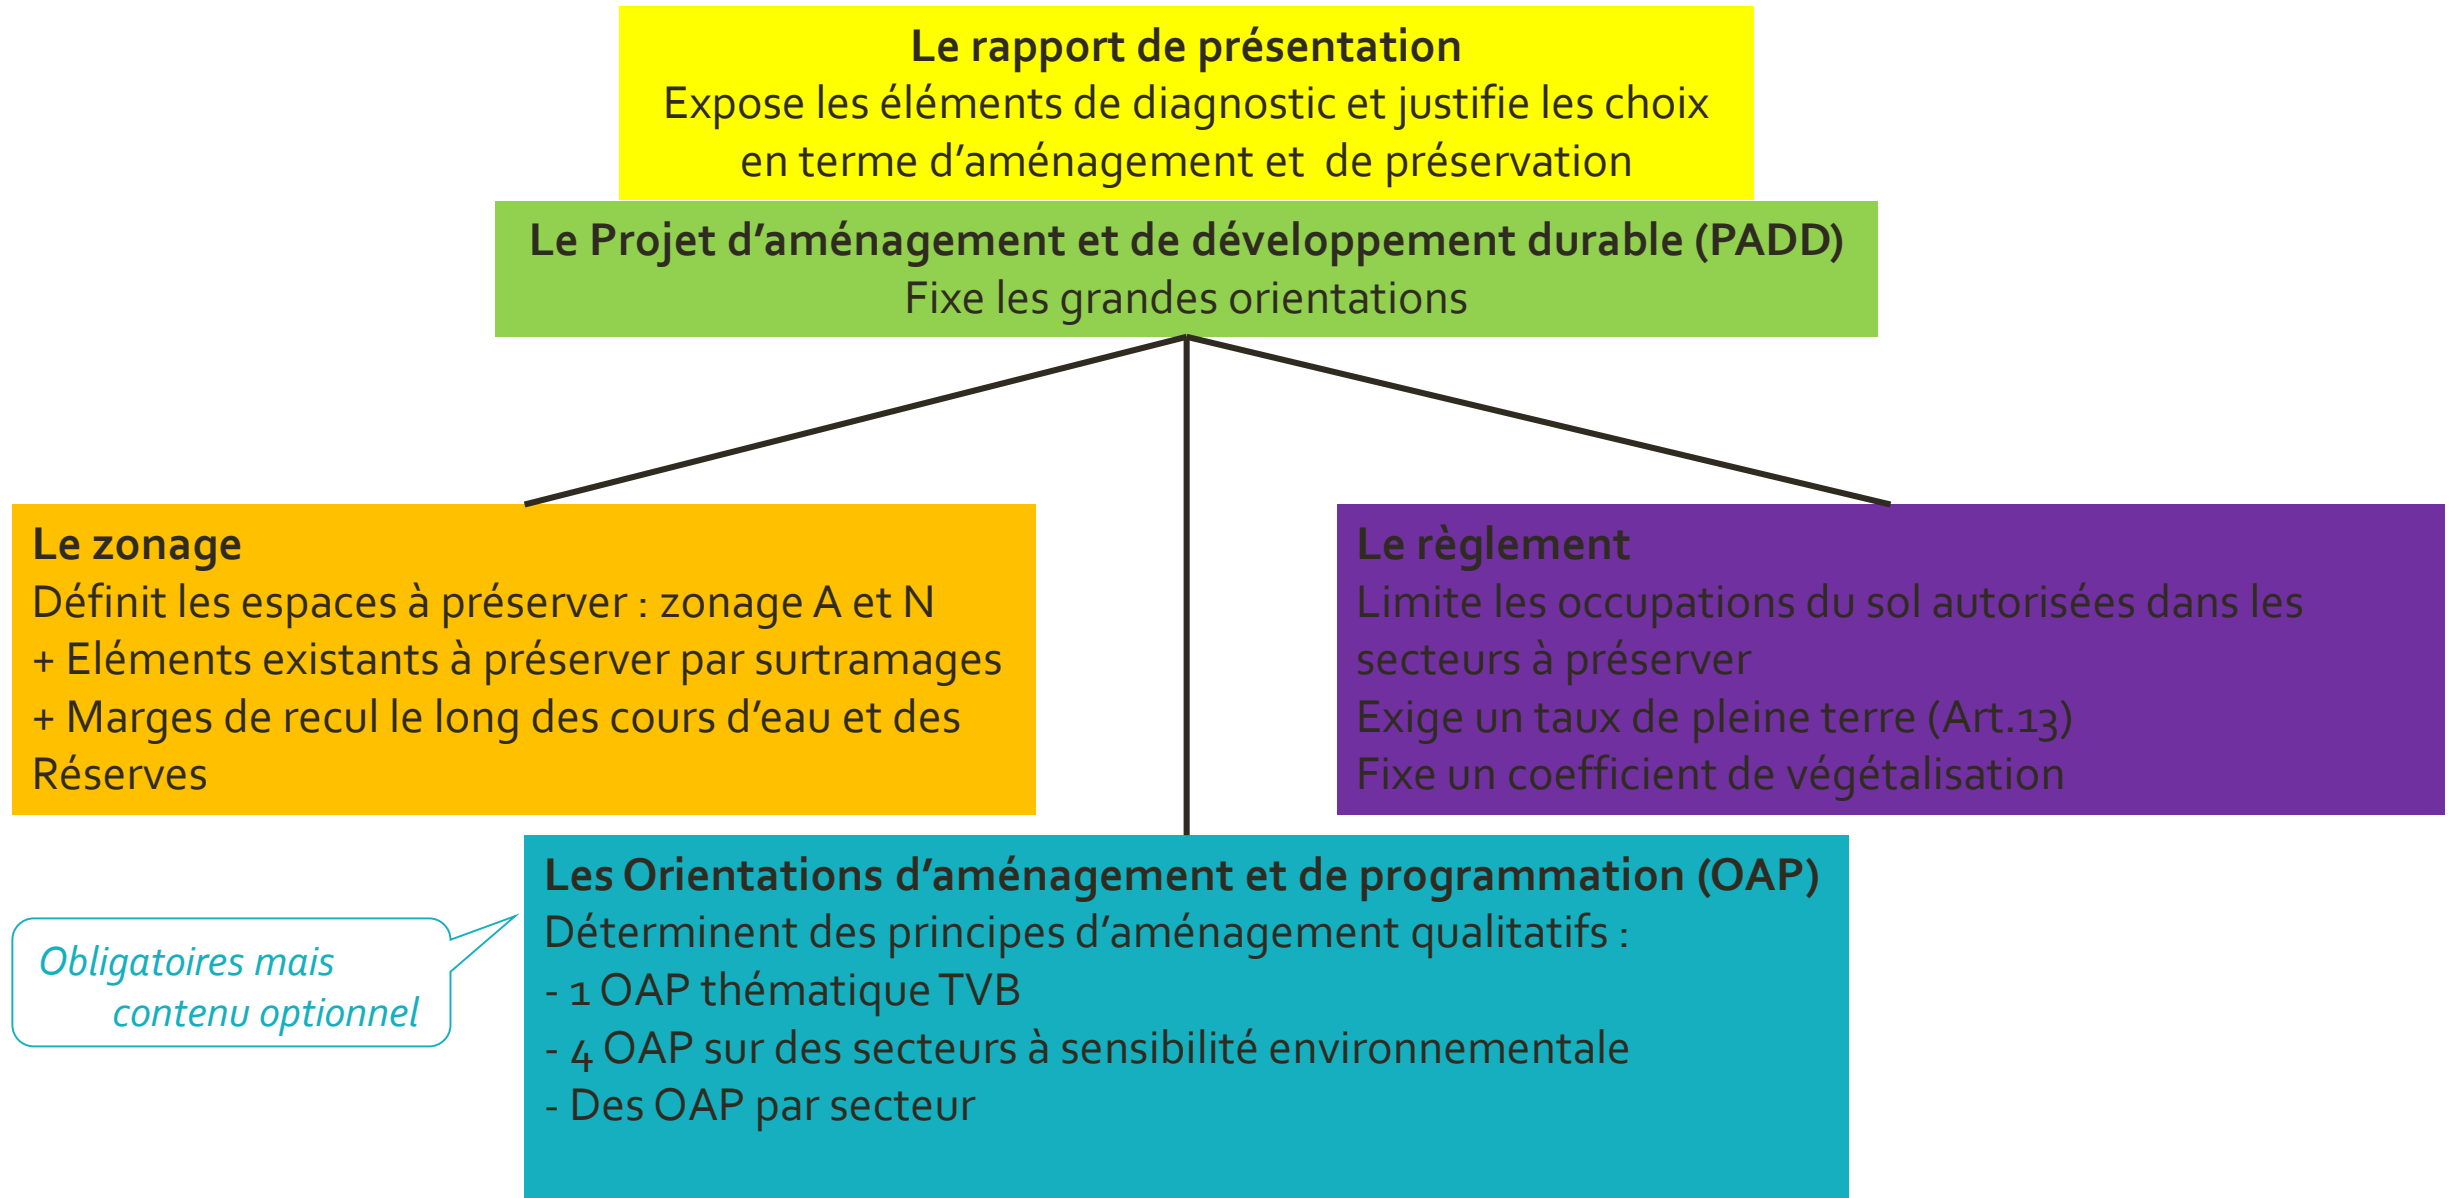 Le rapport de présentation
Expose les éléments de diagnostic et justifie les choix
en terme d’aménagement et  de préservation
Le Projet d’aménagement et de développement durable (PADD)
Fixe les grandes orientations
Le zonage
Définit les espaces à préserver : zonage A et N
+ Eléments existants à préserver par surtramages
+ Marges de recul le long des cours d’eau et des
Réserves
Le règlement
Limite les occupations du sol autorisées dans les
secteurs à préserver
Exige un taux de pleine terre (Art.13)
Fixe un coefficient de végétalisation
Obligatoires mais
contenu optionnel
Les Orientations d’aménagement et de programmation (OAP)
Déterminent des principes d’aménagement qualitatifs :
- 1 OAP thématique TVB
- 4 OAP sur des secteurs à sensibilité environnementale
- Des OAP par secteur